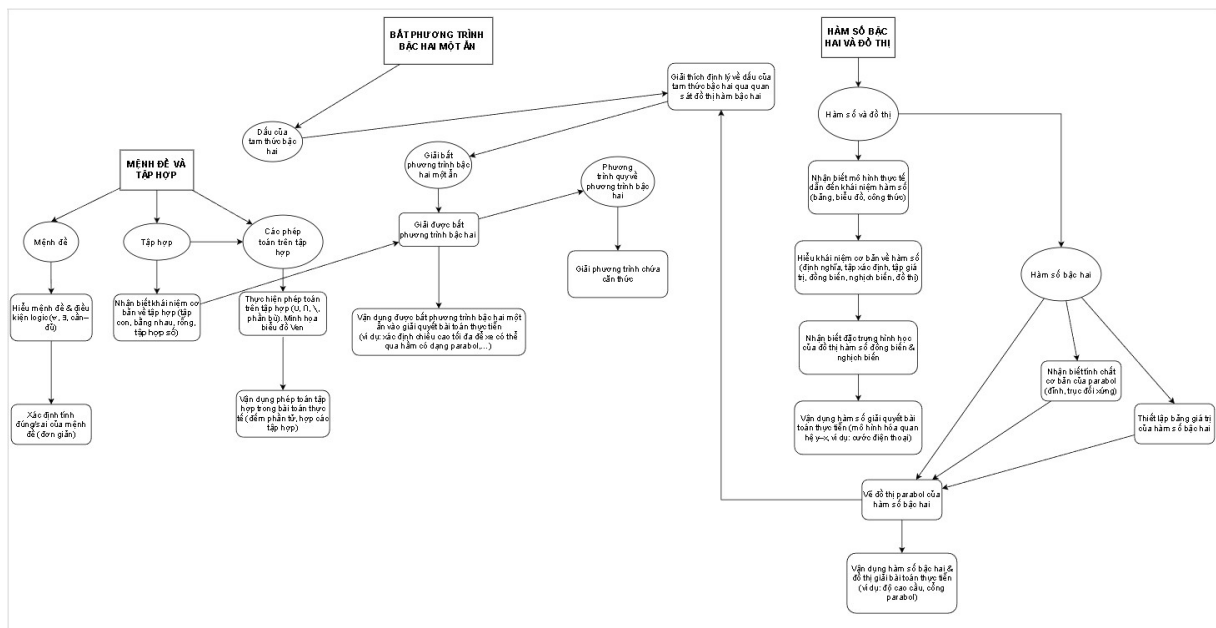 BẤT PHƯƠNG TRÌNH
BẬC HAI MỘT ẨN
HÀM SỐ BẬC
HAI VÀ ĐỒ THỊ
Giải thích định lý về dấu của
tam thức bậc hai qua quan
sát đồ thị hàm bậc hai
Hàm số và đồ thị
Dấu của
tam thức bậc
hai
MỆNH ĐỀ VÀ
TẬP HỢP
Giải bất
phương trình bậc
hai một ẩn
Phương
trình quy về
phương trình bậc
hai
Nhận biết mô hình thực tế
dẫn đến khái niệm hàm số
(bảng, biểu đồ, công thức)
Mệnh đề
Tập hợp
Các phép
toán trên tập
hợp
Giải được bất
phương trình bậc hai
Giải phương trình chứa
căn thức
Hiểu khái niệm cơ bản về hàm số
(định nghĩa, tập xác định, tập giá
trị, đồng biến, nghịch biến, đồ thị)
Hàm số bậc hai
Hiểu mệnh đề & điều
kiện logic (∀, ∃, cần–
đủ)
Nhận biết khái niệm cơ
bản về tập hợp (tập
con, bằng nhau, rỗng,
tập hợp số)
Thực hiện phép toán
trên tập hợp (∪, ∩, \,
phần bù). Minh họa
biểu đồ Ven
Vận dụng được bất phương trình bậc hai một
ẩn vào giải quyết bài toán thực tiễn
(ví dụ: xác định chiều cao tối đa để xe có thể
qua hầm có dạng parabol,...)
Nhận biết đặc trưng hình học
của đồ thị hàm số đồng biến &
nghịch biến
Nhận biết tính chất
cơ bản của parabol
(đỉnh, trục đối xứng)
Xác định tính
đúng/sai của mệnh
đề (đơn giản)
Vận dụng phép toán tập
hợp trong bài toán thực
tế (đếm phần tử, hợp các
tập hợp)
Vận dụng hàm số giải quyết bài
toán thực tiễn (mô hình hóa quan
hệ y–x, ví dụ: cước điện thoại)
Thiết lập bảng giá trị
của hàm số bậc hai
Vẽ đồ thị parabol của
hàm số bậc hai
Vận dụng hàm số bậc hai &
đồ thị giải bài toán thực tiễn
(ví dụ: độ cao cầu, cổng
parabol)